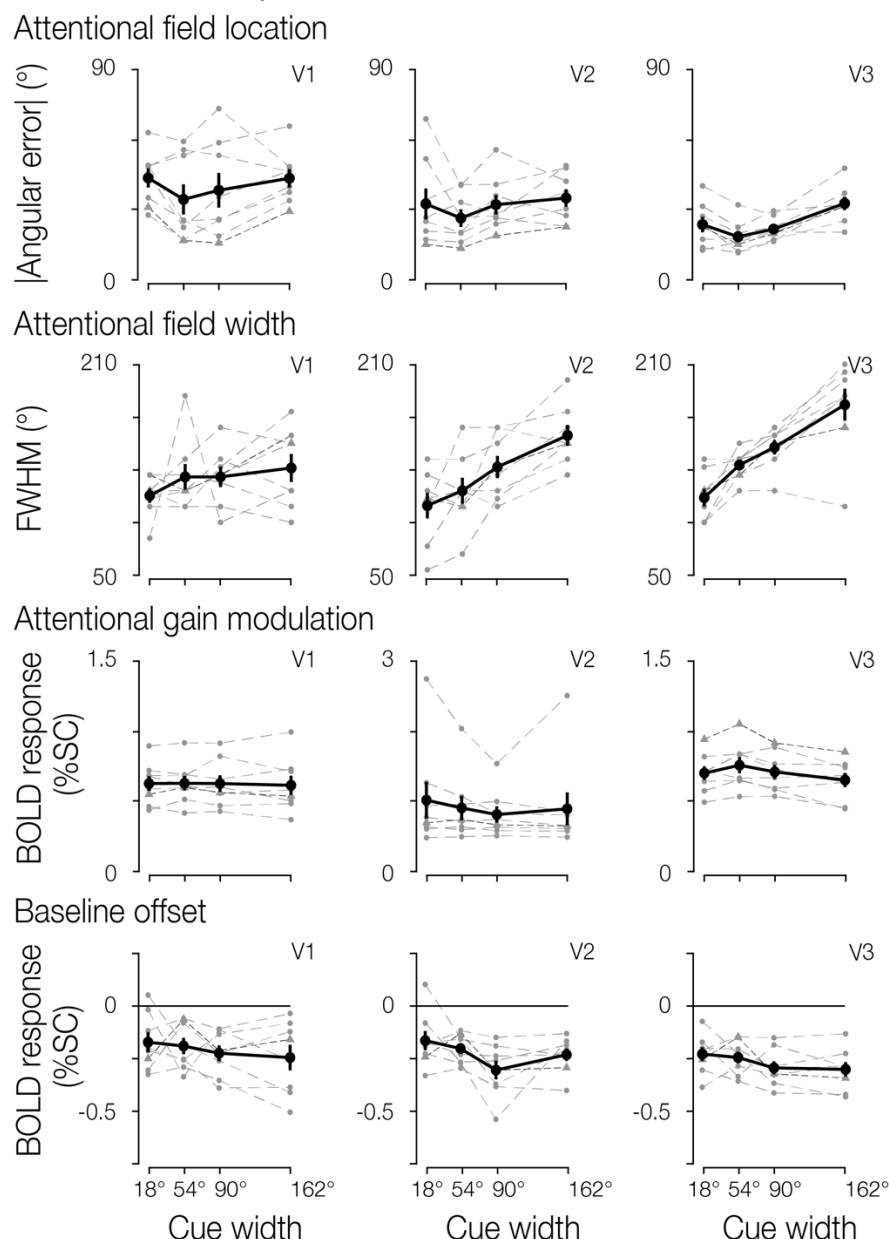 Attentional field location
|Angular error| (°)
90
0
V1
90
0
V2
90
0
V3
Attentional field width
FWHM (°)
210
50
V1
210
50
V2
210
50
V3
Attentional gain modulation
BOLD response
(%SC)
1.5
0
V1
3
0
V2
1.5
0
V3
Baseline offset
BOLD response
(%SC)
0
-0.5
V1
0
-0.5
V2
0
-0.5
V3
18° 54° 90° 162°
18° 54° 90° 162°
18° 54° 90° 162°
Cue width
Cue width
Cue width